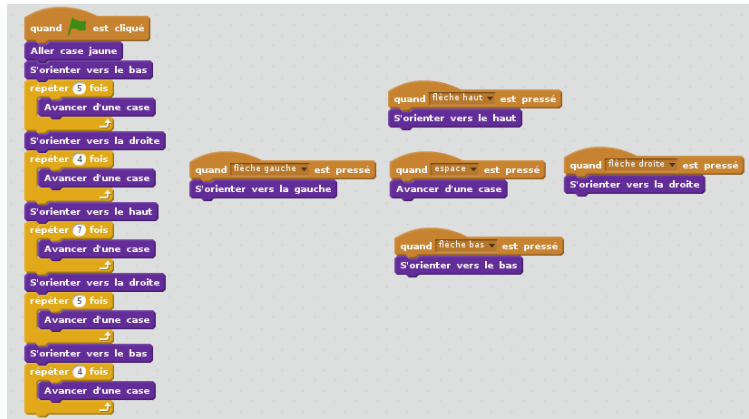 quand est cliqué
Aller case jaune
S'orienter vers le bas
répéter 5 fois
Avancer d'une case
S'orienter vers la droite
répéter 4 fois
Avancer d'une case
S'orienter vers le haut
répéter 7 fois
Avancer d'une case
S'orienter vers la droite
répéter 5 fois
Avancer d'une case
S'orienter vers le bas
répéter 4 fois
Avancer d'une case
quand flèche haut est pressé
S'orienter vers le haut
quand flèche gauche est pressé
S'orienter vers la gauche
quand espace est pressé
Avancer d'une case
quand flèche droite est pressé
S'orienter vers la droite
quand flèche bas est pressé
S'orienter vers le bas